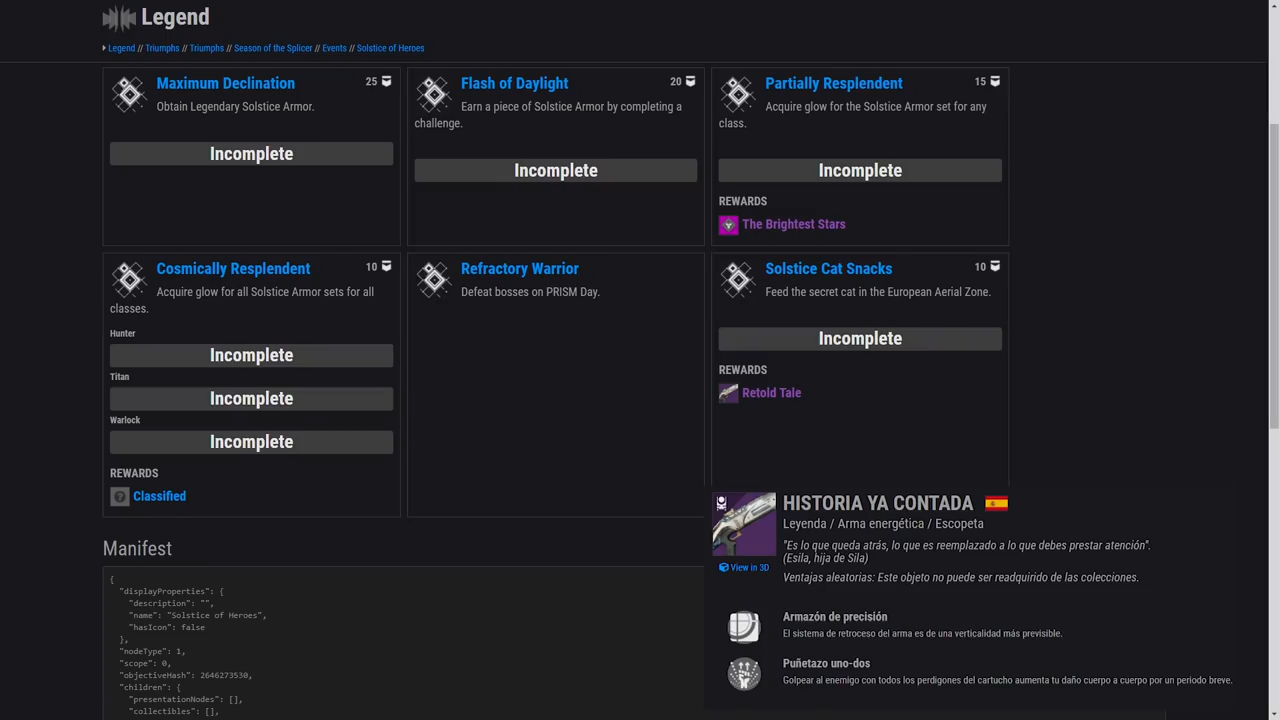 Legend
Legend // Triumphs // Triumphs // Season of the Splicer // Events // Solstice of Heroes
Maximum Declination
25
Obtain Legendary Solstice Armor.
Incomplete
Flash of Daylight
20
Earn a piece of Solstice Armor by completing a
challenge.
Incomplete
Partially Resplendent
15
Acquire glow for the Solstice Armor set for any
class.
Incomplete
REWARDS
The Brightest Stars
Cosmically Resplendent
10
Acquire glow for all Solstice Armor sets for all
classes.
Hunter
Incomplete
Titan
Incomplete
Warlock
Incomplete
REWARDS
Classified
Refractory Warrior
Defeat bosses on PRISM Day.
Solstice Cat Snacks
10
Feed the secret cat in the European Aerial Zone.
Incomplete
REWARDS
Retold Tale
Manifest
{
"displayProperties": {
"description": "",
"name": "Solstice of Heroes",
"hasIcon": false
},
"nodeType": 1,
"scope": 0,
"objectiveHash": 2646273530,
"children": {
"presentationNodes": [],
"collectibles": [],
HISTORIA YA CONTADA
Leyenda / Arma energética / Escopeta
"Es lo que queda atrás, lo que es reemplazado a lo que debes prestar atención".
(Esila, hija de Sila)
View in 3D
Ventajas aleatorias: Este objeto no puede ser readquirido de las colecciones.
Armazón de precisión
El sistema de retroceso del arma es de una verticalidad más previsible.
Puñetazo uno-dos
Golpear al enemigo con todos los perdigones del cartucho aumenta tu daño cuerpo a cuerpo por un periodo breve.